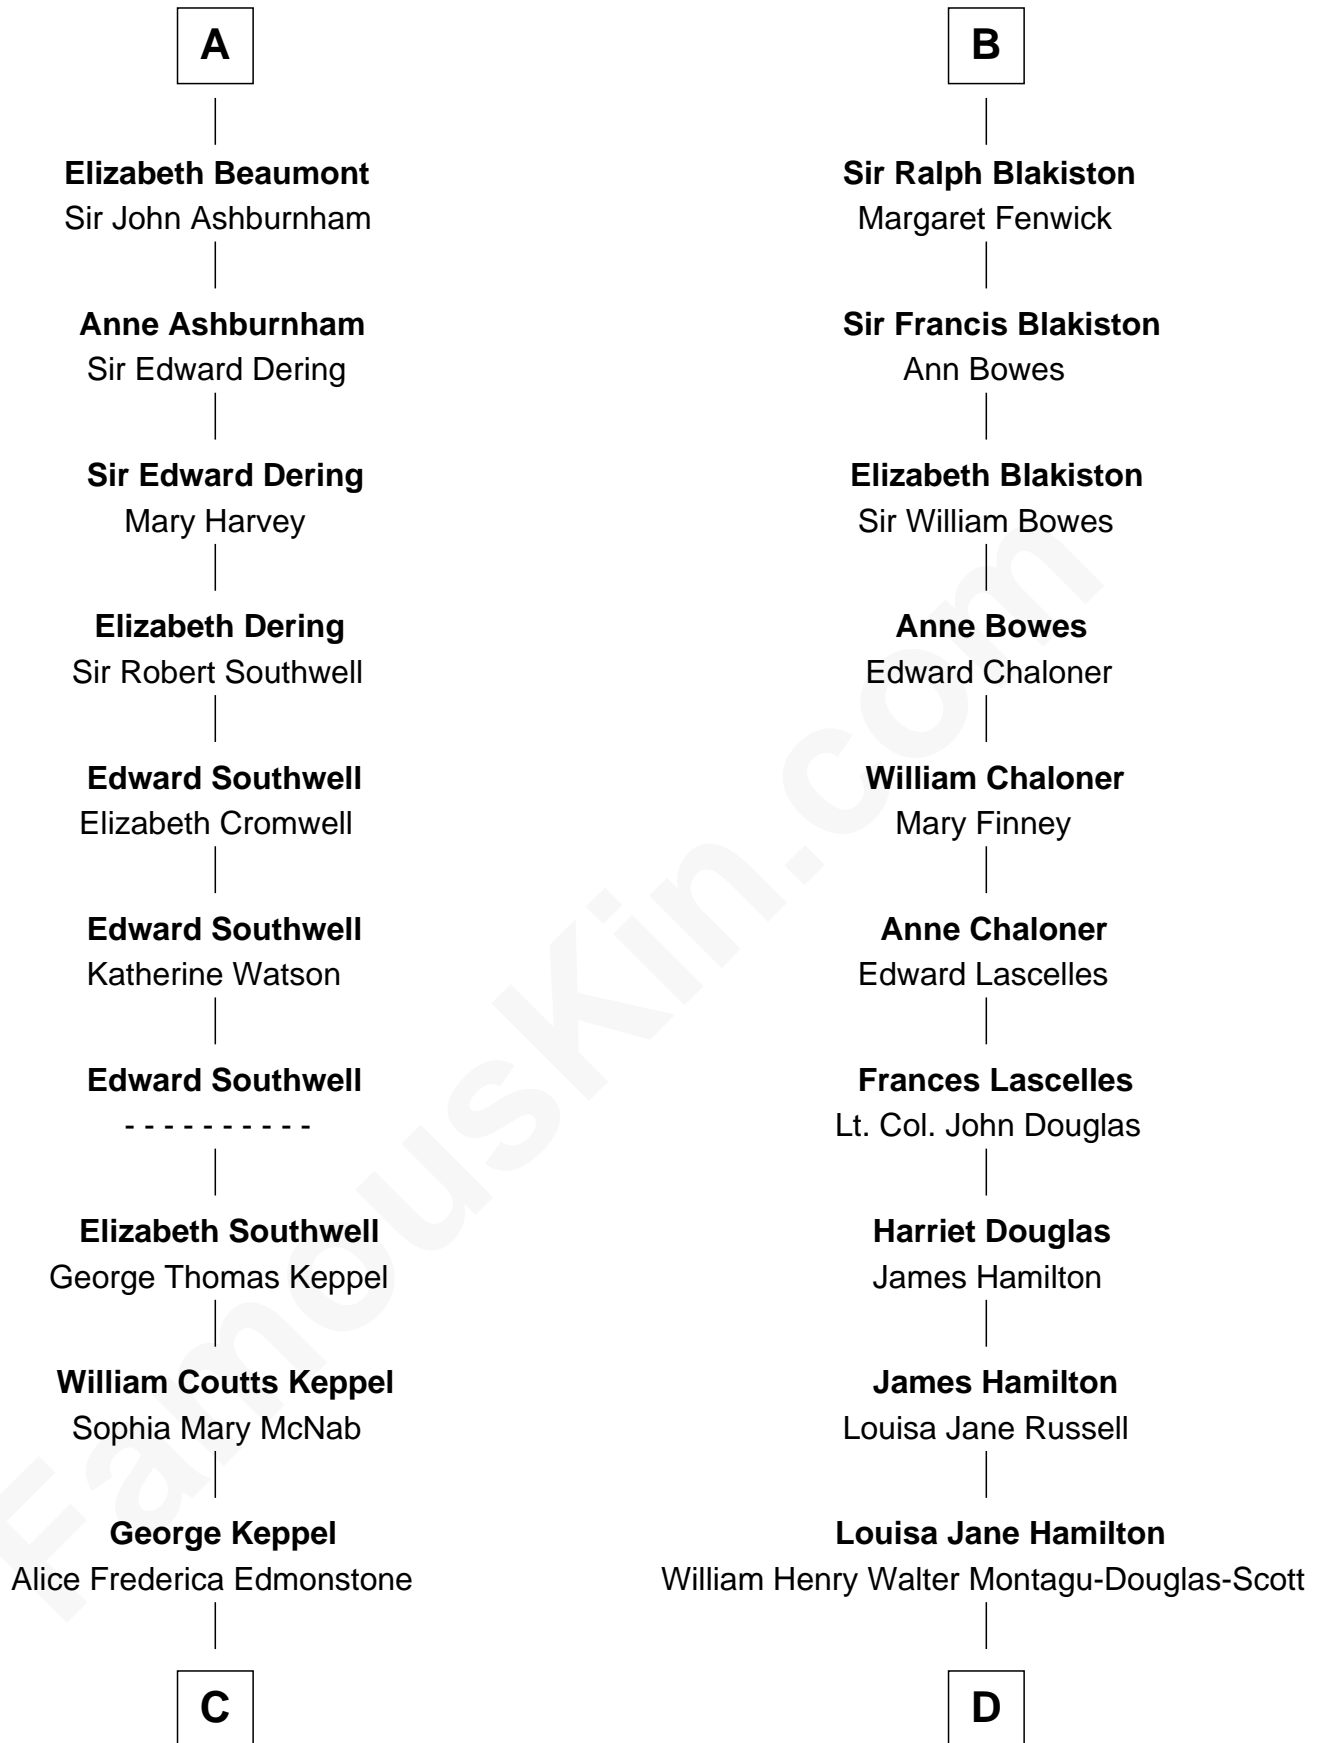 A
Elizabeth Beaumont
Sir John Ashburnham
Anne Ashburnham
Sir Edward Dering
Sir Edward Dering
Mary Harvey
Elizabeth Dering
Sir Robert Southwell
Edward Southwell
Elizabeth Cromwell
Edward Southwell
Katherine Watson
Edward Southwell
- - - - - - - - - -
Elizabeth Southwell
George Thomas Keppel
William Coutts Keppel
Sophia Mary McNab
George Keppel
Alice Frederica Edmonstone
C
B
Sir Ralph Blakiston
Margaret Fenwick
Sir Francis Blakiston
Ann Bowes
Elizabeth Blakiston
Sir William Bowes
Anne Bowes
Edward Chaloner
William Chaloner
Mary Finney
Anne Chaloner
Edward Lascelles
Frances Lascelles
Lt. Col. John Douglas
Harriet Douglas
James Hamilton
James Hamilton
Louisa Jane Russell
Louisa Jane Hamilton
William Henry Walter Montagu-Douglas-Scott
D
FamousKin.com